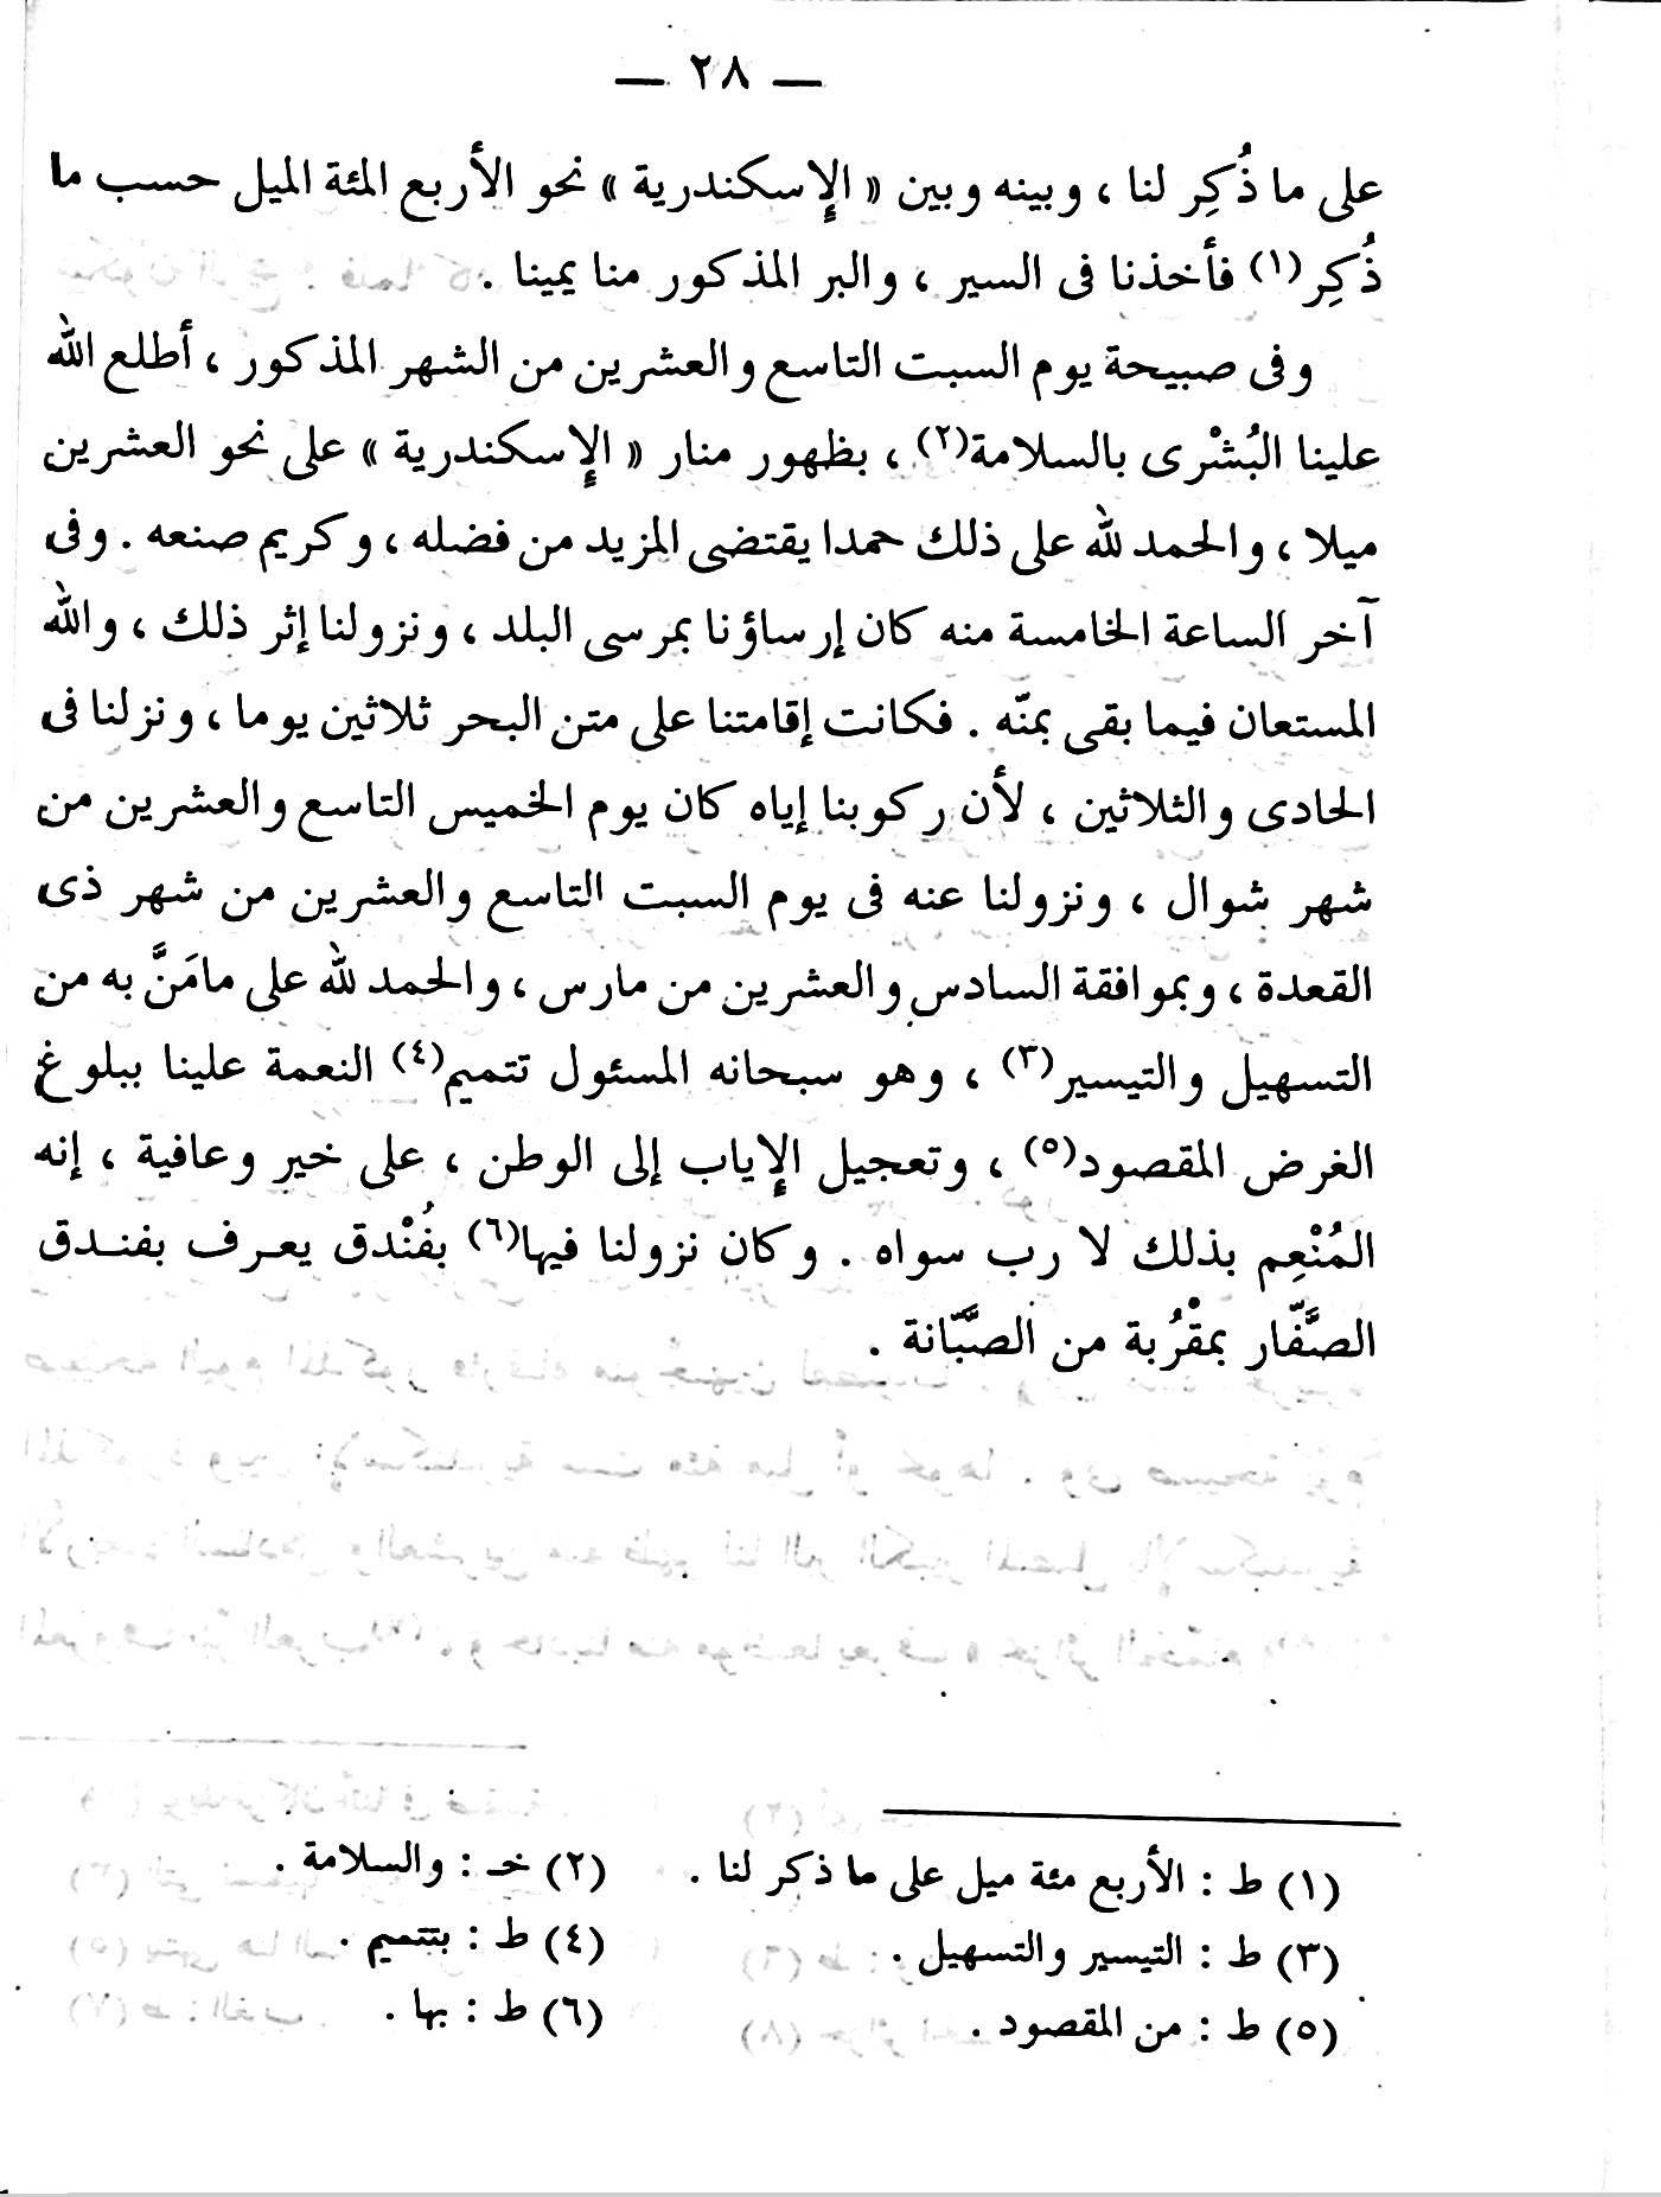 — ٢٨ —
على ما ذُكِر لنا ، وبينه وبين « الإسكندرية » نحو الأربع المئة الميل حسب ما
ذُكِر(١) فأخذنا فى السير ، والبر المذكور منا يمينا .
وفى صبيحة يوم السبت التاسع والعشرين من الشهر المذكور ، أطلع الله
علينا البُشْرى بالسلامة(٢) ، بظهور منار « الإسكندرية » على نحو العشرين
ميلا ، والحمد لله على ذلك حمدا يقتضى المزيد من فضله ، وكريم صنعه . وفى
آخر الساعة الخامسة منه كان إرساؤنا بمرسى البلد ، ونزولنا إثر ذلك ، والله
المستعان فيما بقى بمنّه . فكانت إقامتنا على متن البحر ثلاثين يوما ، ونزلنا فى
الحادى والثلاثين ، لأن ركوبنا إياه كان يوم الخميس التاسع والعشرين من
شهر شوال ، ونزولنا عنه فى يوم السبت التاسع والعشرين من شهر ذى
القعدة ، وبموافقة السادس والعشرين من مارس ، والحمد لله على مامَنَّ به من
التسهيل والتيسير(٣) ، وهو سبحانه المسئول تتميم(٤) النعمة علينا ببلوغ
الغرض المقصود(٥) ، وتعجيل الإياب إلى الوطن ، على خير وعافية ، إنه
المُنْعِم بذلك لا رب سواه . وكان نزولنا فيها(٦) بفُنْدق يعرف بفندق
الصَّفّار بمقْرُبة من الصَّبّانة .
(١) ط : الأربع مئة ميل على ما ذكر لنا . (٢) خـ : والسلامة .
(٣) ط : التيسير والتسهيل . (٤) ط : بتتميم .
(٥) ط : من المقصود . (٦) ط : بها .